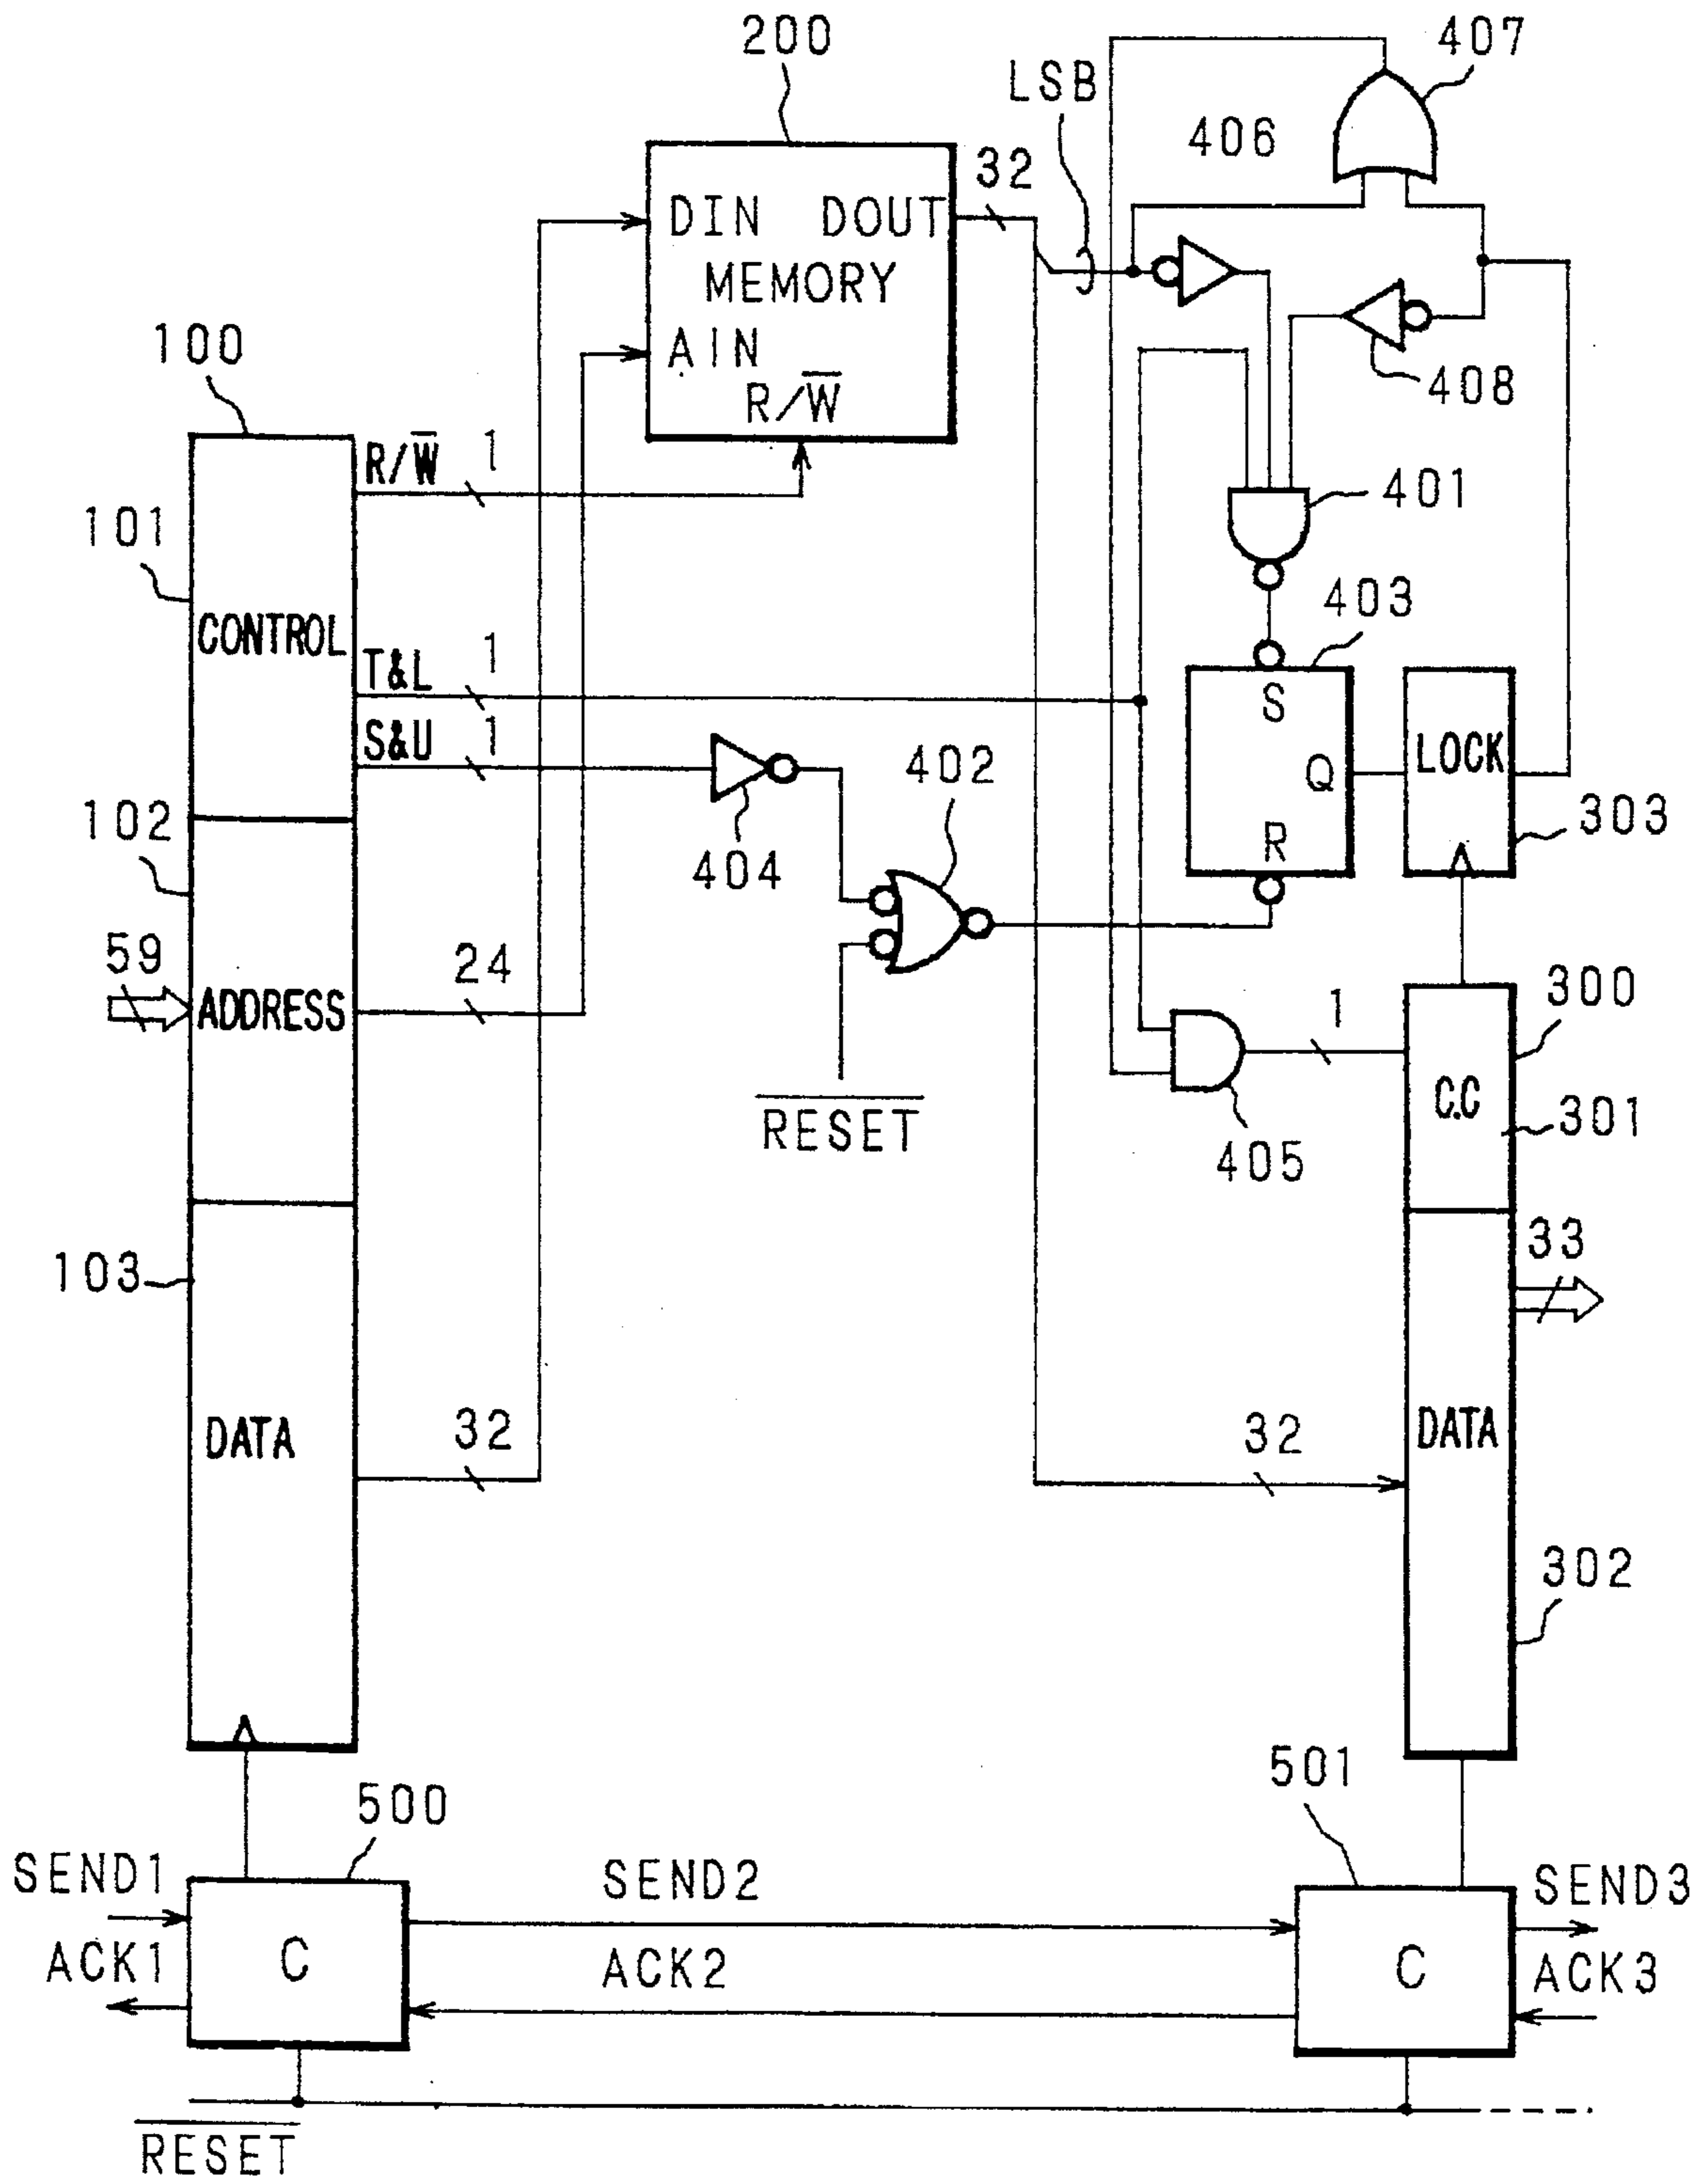 200
407
LSB
406
32
DIN DOUT
MEMORY
AIN
R/W̅
408
100
R/W̅ 1
401
101
CONTROL
403
T&L 1
S&U 1
S
LOCK
Q
402
303
102
404
R
59
24
300
ADDRESS
1
C.C
301
RESET̅
405
103
33
32
DATA
32
DATA
302
501
500
SEND1
SEND2
SEND3
C
C
ACK1
ACK2
ACK3
RESET̅